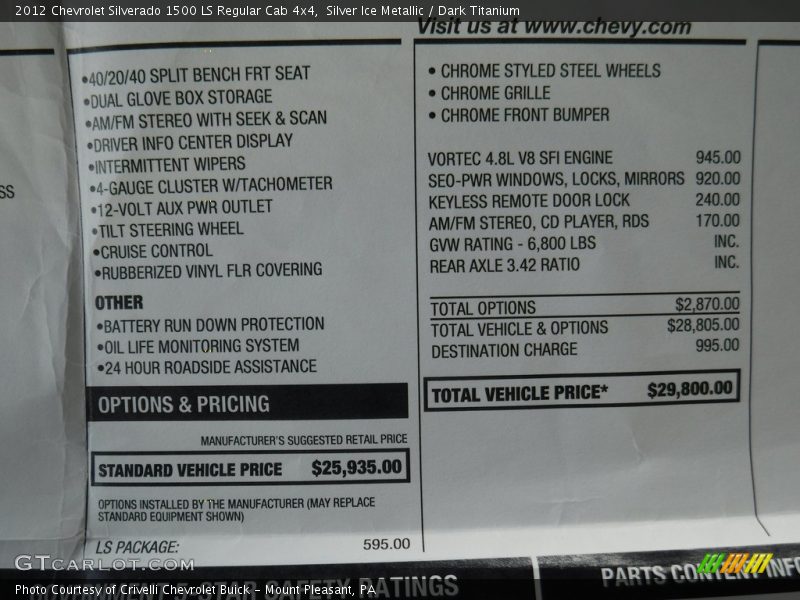 2012 Chevrolet Silverado 1500 LS Regular Cab 4x4,  Silver Ice Metallic / Dark Titanium
SS
•40/20/40 SPLIT BENCH FRT SEAT
•DUAL GLOVE BOX STORAGE
•AM/FM STEREO WITH SEEK & SCAN
•DRIVER INFO CENTER DISPLAY
•INTERMITTENT WIPERS
•4-GAUGE CLUSTER W/TACHOMETER
•12-VOLT AUX PWR OUTLET
•TILT STEERING WHEEL
•CRUISE CONTROL
•RUBBERIZED VINYL FLR COVERING
OTHER
•BATTERY RUN DOWN PROTECTION
•OIL LIFE MONITORING SYSTEM
•24 HOUR ROADSIDE ASSISTANCE
OPTIONS & PRICING
MANUFACTURER'S SUGGESTED RETAIL PRICE
STANDARD VEHICLE PRICE $25,935.00
OPTIONS INSTALLED BY THE MANUFACTURER (MAY REPLACE
STANDARD EQUIPMENT SHOWN)
LS PACKAGE: 595.00
Visit us at www.chevy.com
• CHROME STYLED STEEL WHEELS
• CHROME GRILLE
• CHROME FRONT BUMPER
VORTEC 4.8L V8 SFI ENGINE 945.00
SEO-PWR WINDOWS, LOCKS, MIRRORS 920.00
KEYLESS REMOTE DOOR LOCK 240.00
AM/FM STEREO, CD PLAYER, RDS 170.00
GVW RATING - 6,800 LBS INC.
REAR AXLE 3.42 RATIO INC.
TOTAL OPTIONS $2,870.00
TOTAL VEHICLE & OPTIONS $28,805.00
DESTINATION CHARGE 995.00
TOTAL VEHICLE PRICE* $29,800.00
GTCarLot.com
GOVERNMENT 5-STAR SAFETY RATINGS
PARTS CONTENT INFO
Photo Courtesy of Crivelli Chevrolet Buick - Mount Pleasant, PA